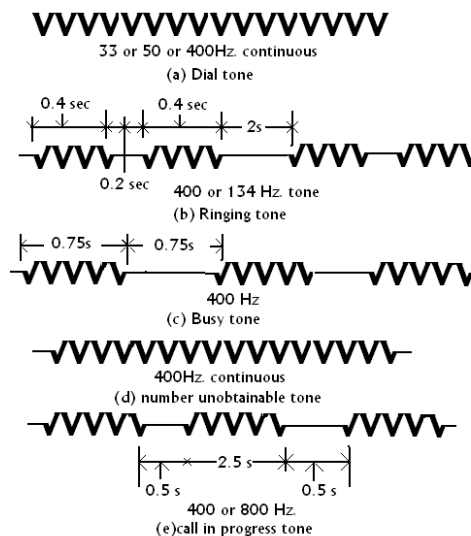 33 or 50 or 400Hz. continuous
(a) Dial tone
0.4 sec 0.4 sec 2s
0.2 sec
400 or 134 Hz. tone
(b) Ringing tone
0.75s 0.75s
400 Hz
(c) Busy tone
400Hz. continuous
(d) number unobtainable tone
2.5 s
0.5 s 0.5 s
400 or 800 Hz.
(e)call in progress tone